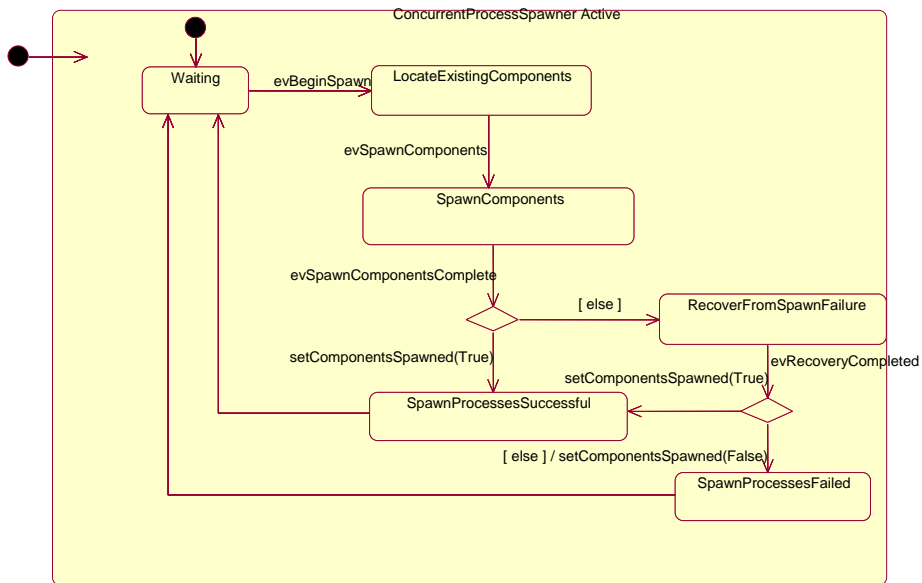 ConcurrentProcessSpawner Active
Waiting
evBeginSpawn
LocateExistingComponents
evSpawnComponents
SpawnComponents
evSpawnComponentsComplete
[ else ]
RecoverFromSpawnFailure
setComponentsSpawned(True)
evRecoveryCompleted
setComponentsSpawned(True)
SpawnProcessesSuccessful
[ else ] / setComponentsSpawned(False)
SpawnProcessesFailed